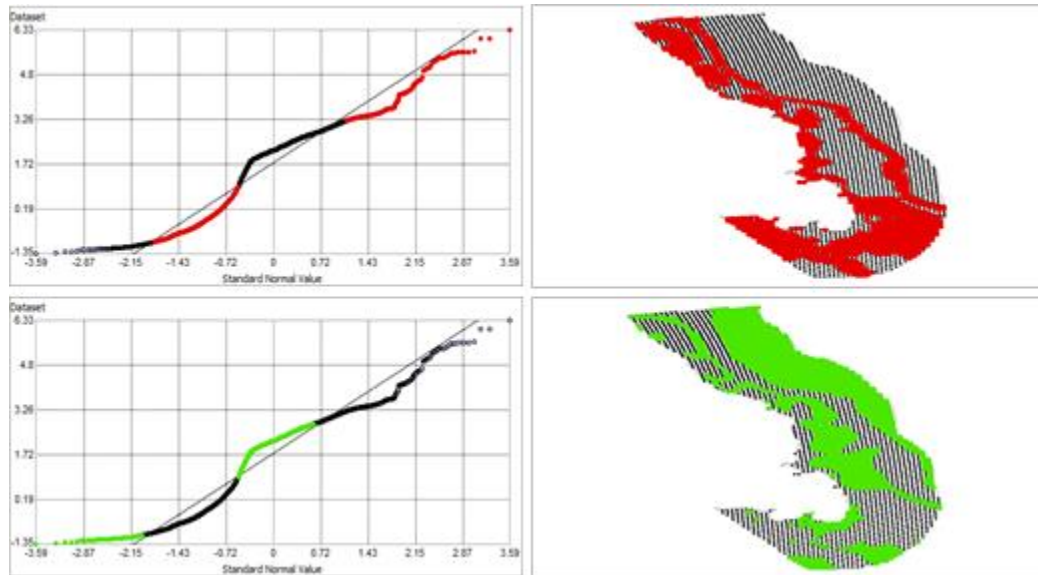 Dataset
6.33
4.8
3.26
1.72
0.19
-1.35
-3.59 -2.87 -2.15 -1.43 -0.72 0 0.72 1.43 2.15 2.87 3.59
Standard Normal Value
Dataset
6.33
4.8
3.26
1.72
0.19
-1.35
-3.59 -2.87 -2.15 -1.43 -0.72 0 0.72 1.43 2.15 2.87 3.59
Standard Normal Value